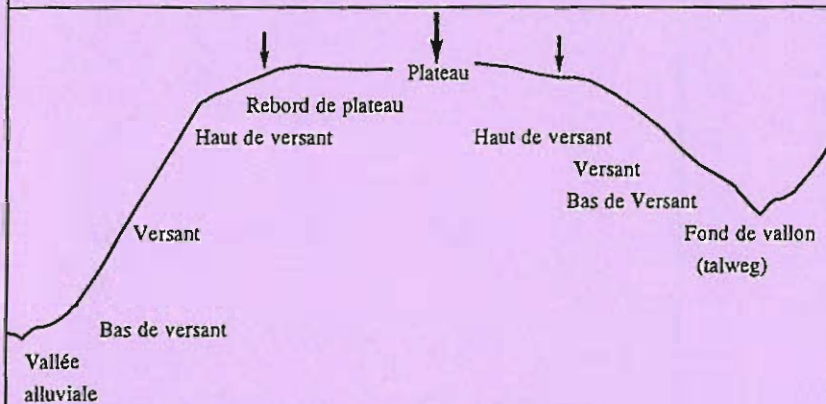 Plateau
Rebord de plateau
Haut de versant
Haut de versant
Versant
Bas de Versant
Versant
Fond de vallon
(talweg)
Bas de versant
Vallée
alluviale